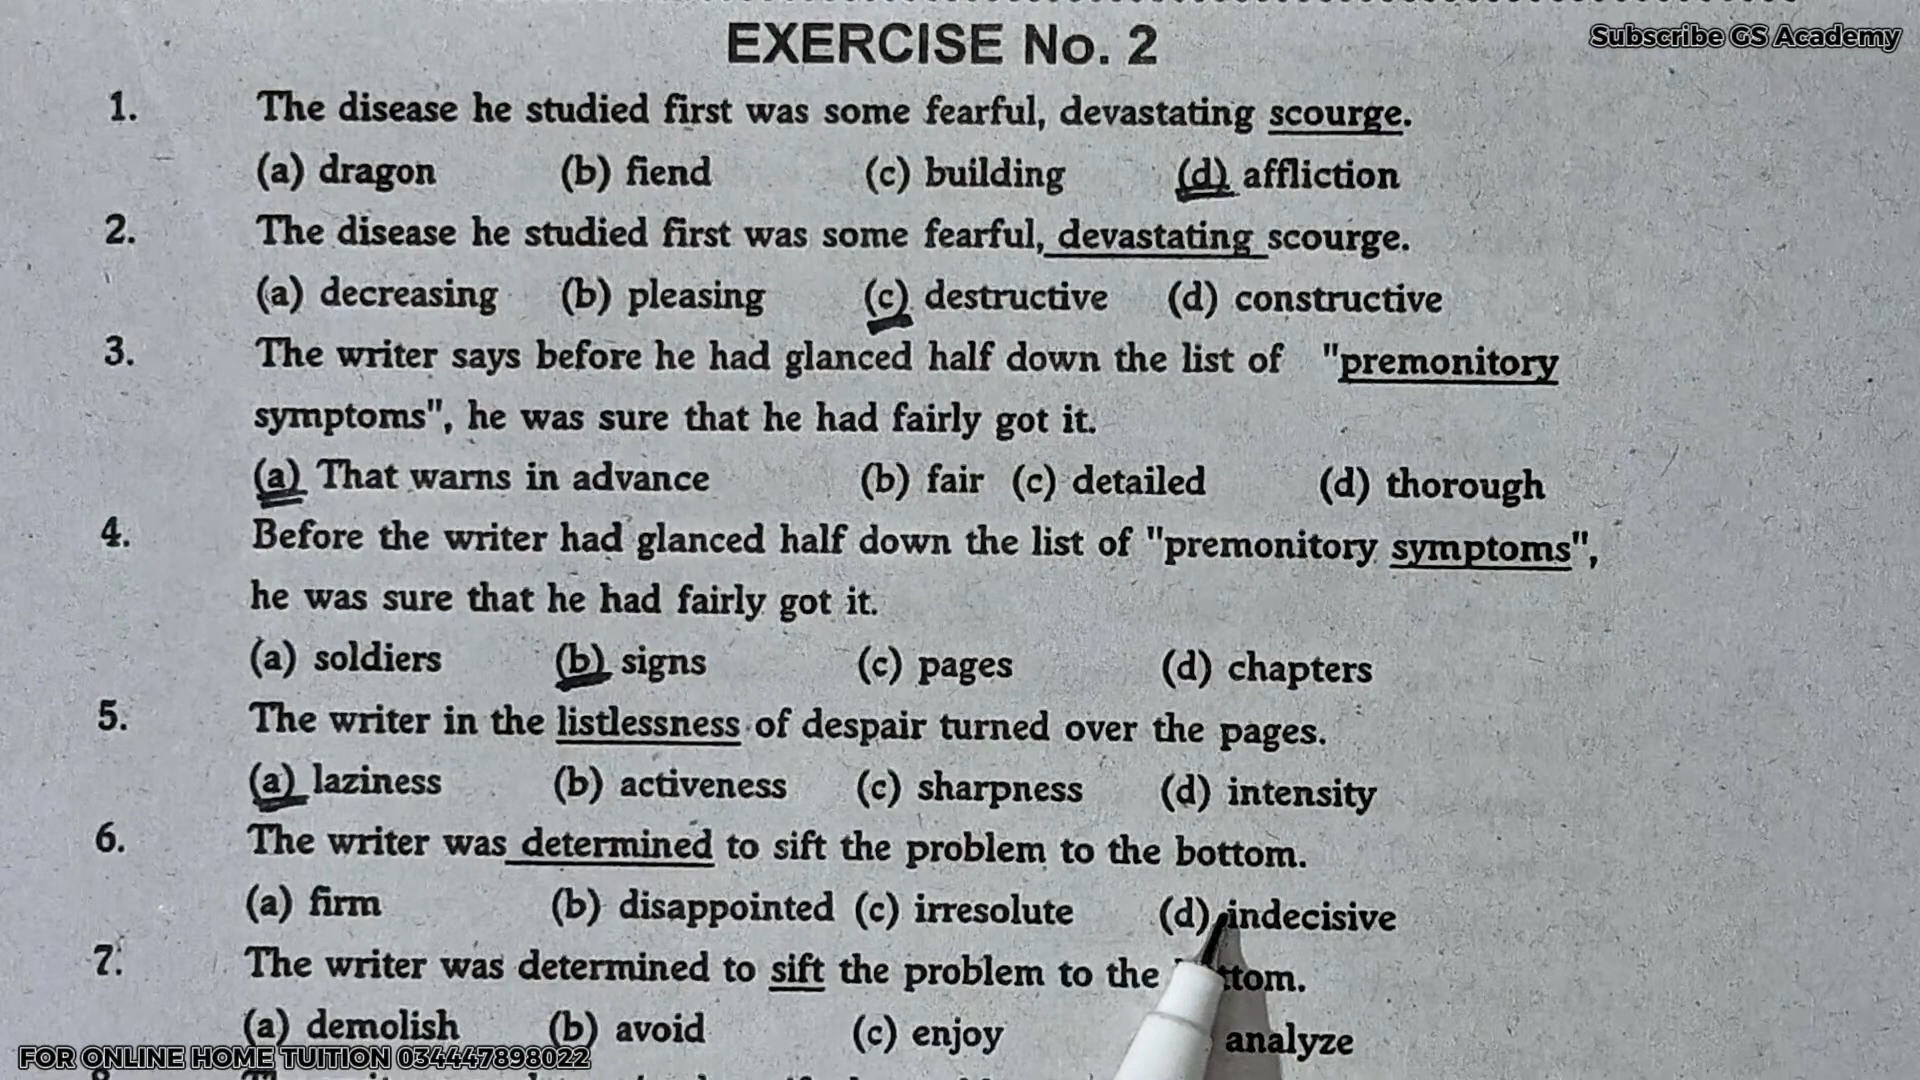 EXERCISE No. 2
Subscribe GS Academy
1. The disease he studied first was some fearful, devastating scourge.
(a) dragon (b) fiend (c) building (d) affliction
2. The disease he studied first was some fearful, devastating scourge.
(a) decreasing (b) pleasing (c) destructive (d) constructive
3. The writer says before he had glanced half down the list of "premonitory
symptoms", he was sure that he had fairly got it.
(a) That warns in advance (b) fair (c) detailed (d) thorough
4. Before the writer had glanced half down the list of "premonitory symptoms",
he was sure that he had fairly got it.
(a) soldiers (b) signs (c) pages (d) chapters
5. The writer in the listlessness of despair turned over the pages.
(a) laziness (b) activeness (c) sharpness (d) intensity
6. The writer was determined to sift the problem to the bottom.
(a) firm (b) disappointed (c) irresolute (d) indecisive
7. The writer was determined to sift the problem to the
(a) demolish (b) avoid (c) enjoy analyze
FOR ONLINE HOME TUITION 034447898022